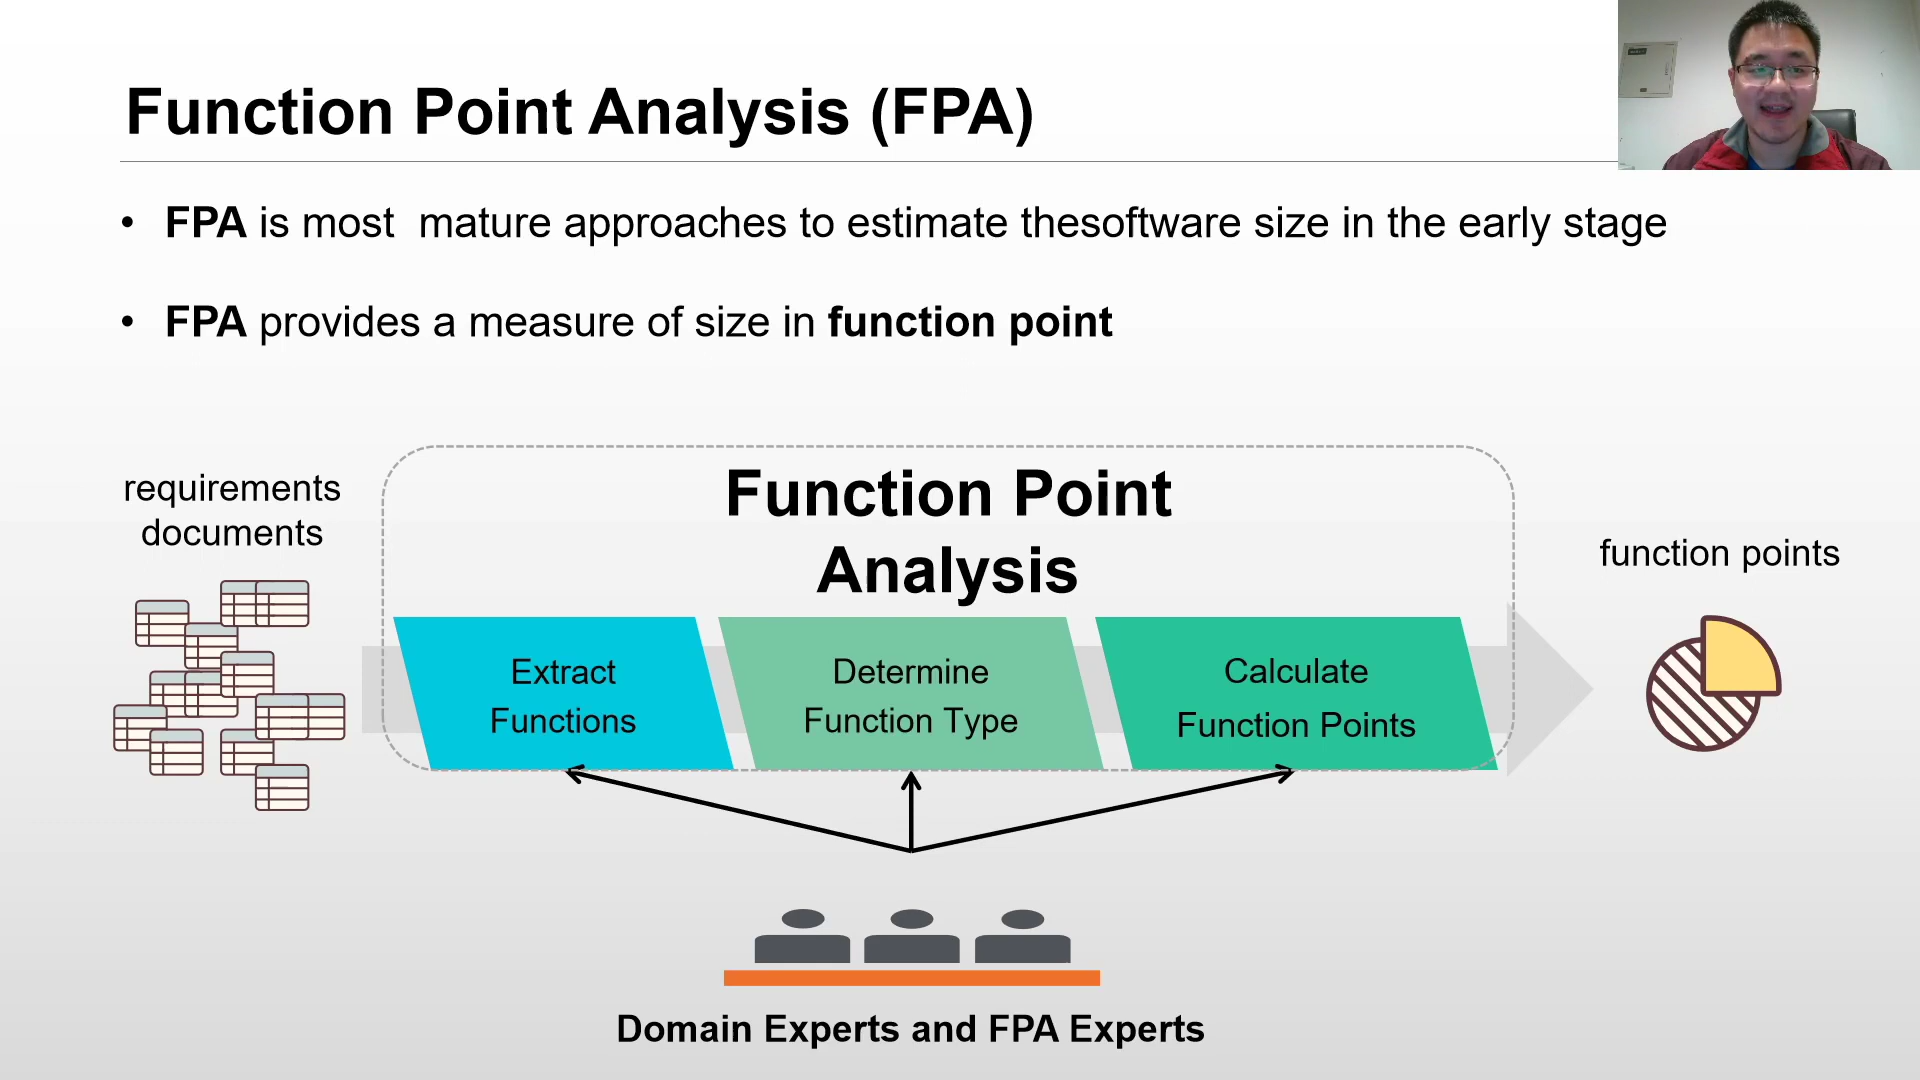 Function Point Analysis (FPA)
• FPA is most  mature approaches to estimate thesoftware size in the early stage
• FPA provides a measure of size in function point
requirements
documents
Function Point
Analysis
function points
Extract
Functions
Determine
Function Type
Calculate
Function Points
Domain Experts and FPA Experts